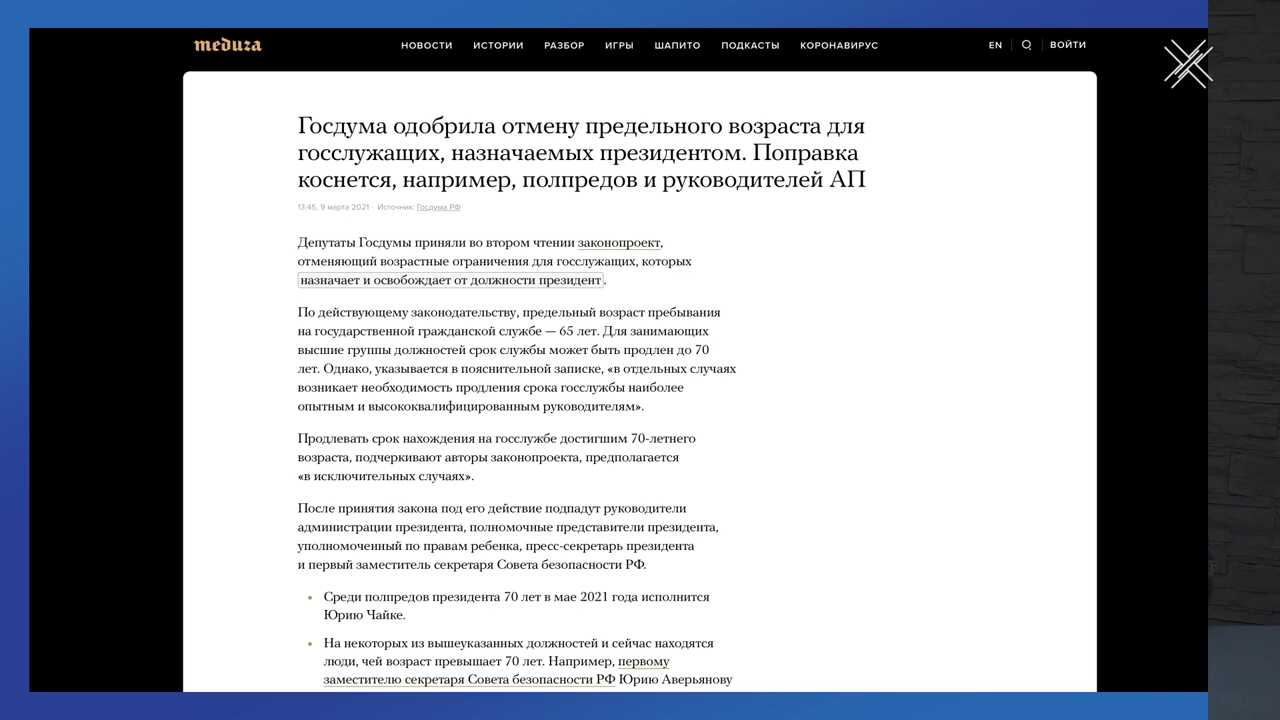 meduza
НОВОСТИ ИСТОРИИ РАЗБОР ИГРЫ ШАПИТО ПОДКАСТЫ КОРОНАВИРУС
EN ВОЙТИ
Госдума одобрила отмену предельного возраста для
госслужащих, назначаемых президентом. Поправка
коснется, например, полпредов и руководителей АП
13:45, 9 марта 2021 · Источник: Госдума РФ
Депутаты Госдумы приняли во втором чтении законопроект,
отменяющий возрастные ограничения для госслужащих, которых
назначает и освобождает от должности президент.
По действующему законодательству, предельный возраст пребывания
на государственной гражданской службе — 65 лет. Для занимающих
высшие группы должностей срок службы может быть продлен до 70
лет. Однако, указывается в пояснительной записке, «в отдельных случаях
возникает необходимость продления срока госслужбы наиболее
опытным и высококвалифицированным руководителям».
Продлевать срок нахождения на госслужбе достигшим 70-летнего
возраста, подчеркивают авторы законопроекта, предполагается
«в исключительных случаях».
После принятия закона под его действие подпадут руководители
администрации президента, полномочные представители президента,
уполномоченный по правам ребенка, пресс-секретарь президента
и первый заместитель секретаря Совета безопасности РФ.
• Среди полпредов президента 70 лет в мае 2021 года исполнится
Юрию Чайке.
• На некоторых из вышеуказанных должностей и сейчас находятся
люди, чей возраст превышает 70 лет. Например, первому
заместителю секретаря Совета безопасности РФ Юрию Аверьянову